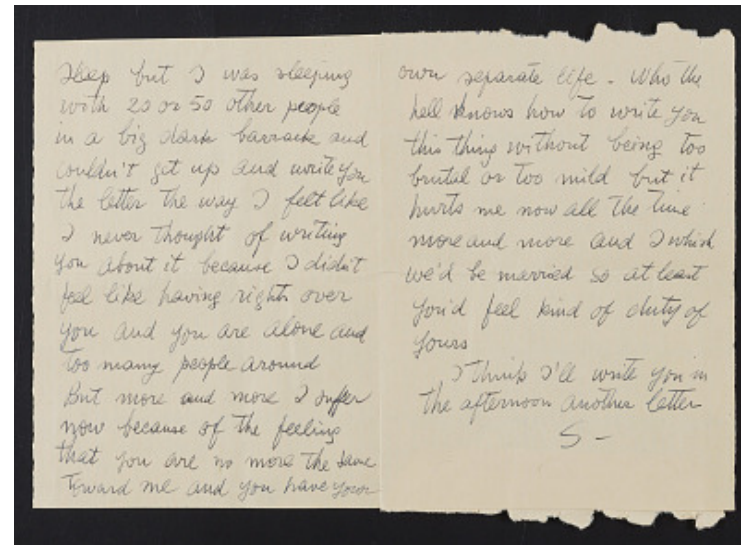 sleep but I was sleeping
with 20 or 50 other people
in a big dark barrack and
couldn't get up and write you
the letter the way I felt like
I never thought of writing
you about it because I didn't
feel like having rights over
you and you are alone and
too many people around
But more and more I suffer
now because of the feeling
that you are no more the same
toward me and you have your
own separate life - Who the
hell knows how to write you
this thing without being too
brutal or too mild but it
hurts me now all the time
more and more and I which
we'd be married so at least
you'd feel kind of duty of
yours
I think I'll write you in
the afternoon another letter
S -